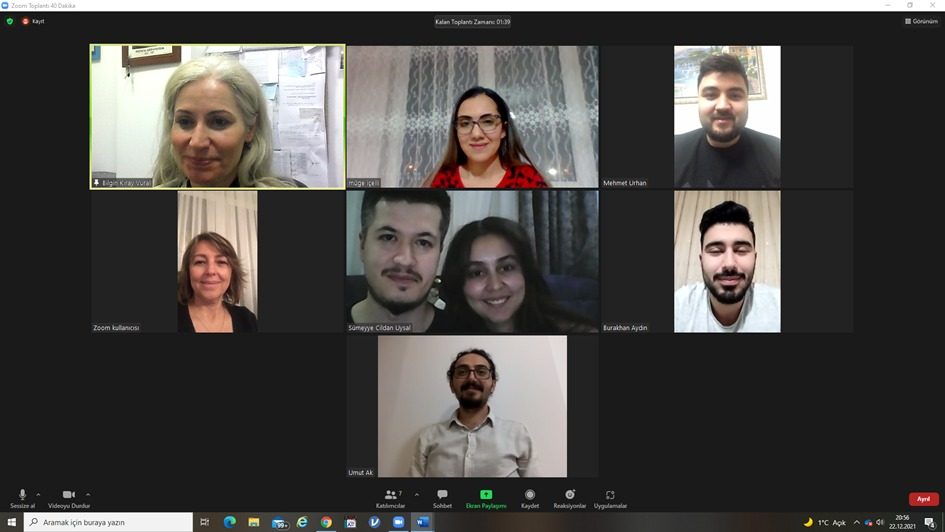 Zoom Toplantı 40 Dakika
Kayıt
Kalan Toplantı Zamanı: 01:39
Görünüm
Bilgin Kıray Vural
müge içelli
Mehmet Urhan
Zoom kullanıcısı
Sümeyye Cildan Uysal
Burakhan Aydın
Umut Ak
Sessize al
Videoyu Durdur
7
Katılımcılar
Sohbet
Ekran Paylaşımı
Kaydet
Reaksiyonlar
Uygulamalar
Ayrıl
Aramak için buraya yazın
99+
1°C Açık
20:56
22.12.2021
4